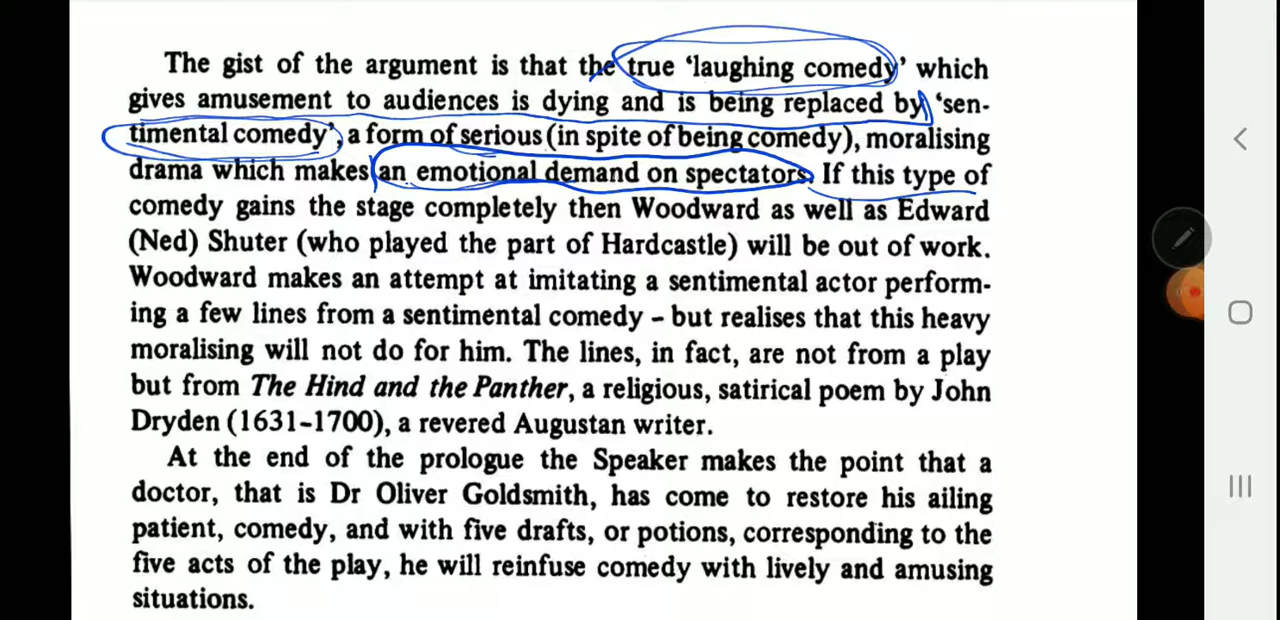 The gist of the argument is that the true ‘laughing comedy’ which
gives amusement to audiences is dying and is being replaced by ‘sen-
timental comedy’, a form of serious (in spite of being comedy), moralising
drama which makes an emotional demand on spectators. If this type of
comedy gains the stage completely then Woodward as well as Edward
(Ned) Shuter (who played the part of Hardcastle) will be out of work.
Woodward makes an attempt at imitating a sentimental actor perform-
ing a few lines from a sentimental comedy – but realises that this heavy
moralising will not do for him. The lines, in fact, are not from a play
but from The Hind and the Panther, a religious, satirical poem by John
Dryden (1631–1700), a revered Augustan writer.
At the end of the prologue the Speaker makes the point that a
doctor, that is Dr Oliver Goldsmith, has come to restore his ailing
patient, comedy, and with five drafts, or potions, corresponding to the
five acts of the play, he will reinfuse comedy with lively and amusing
situations.